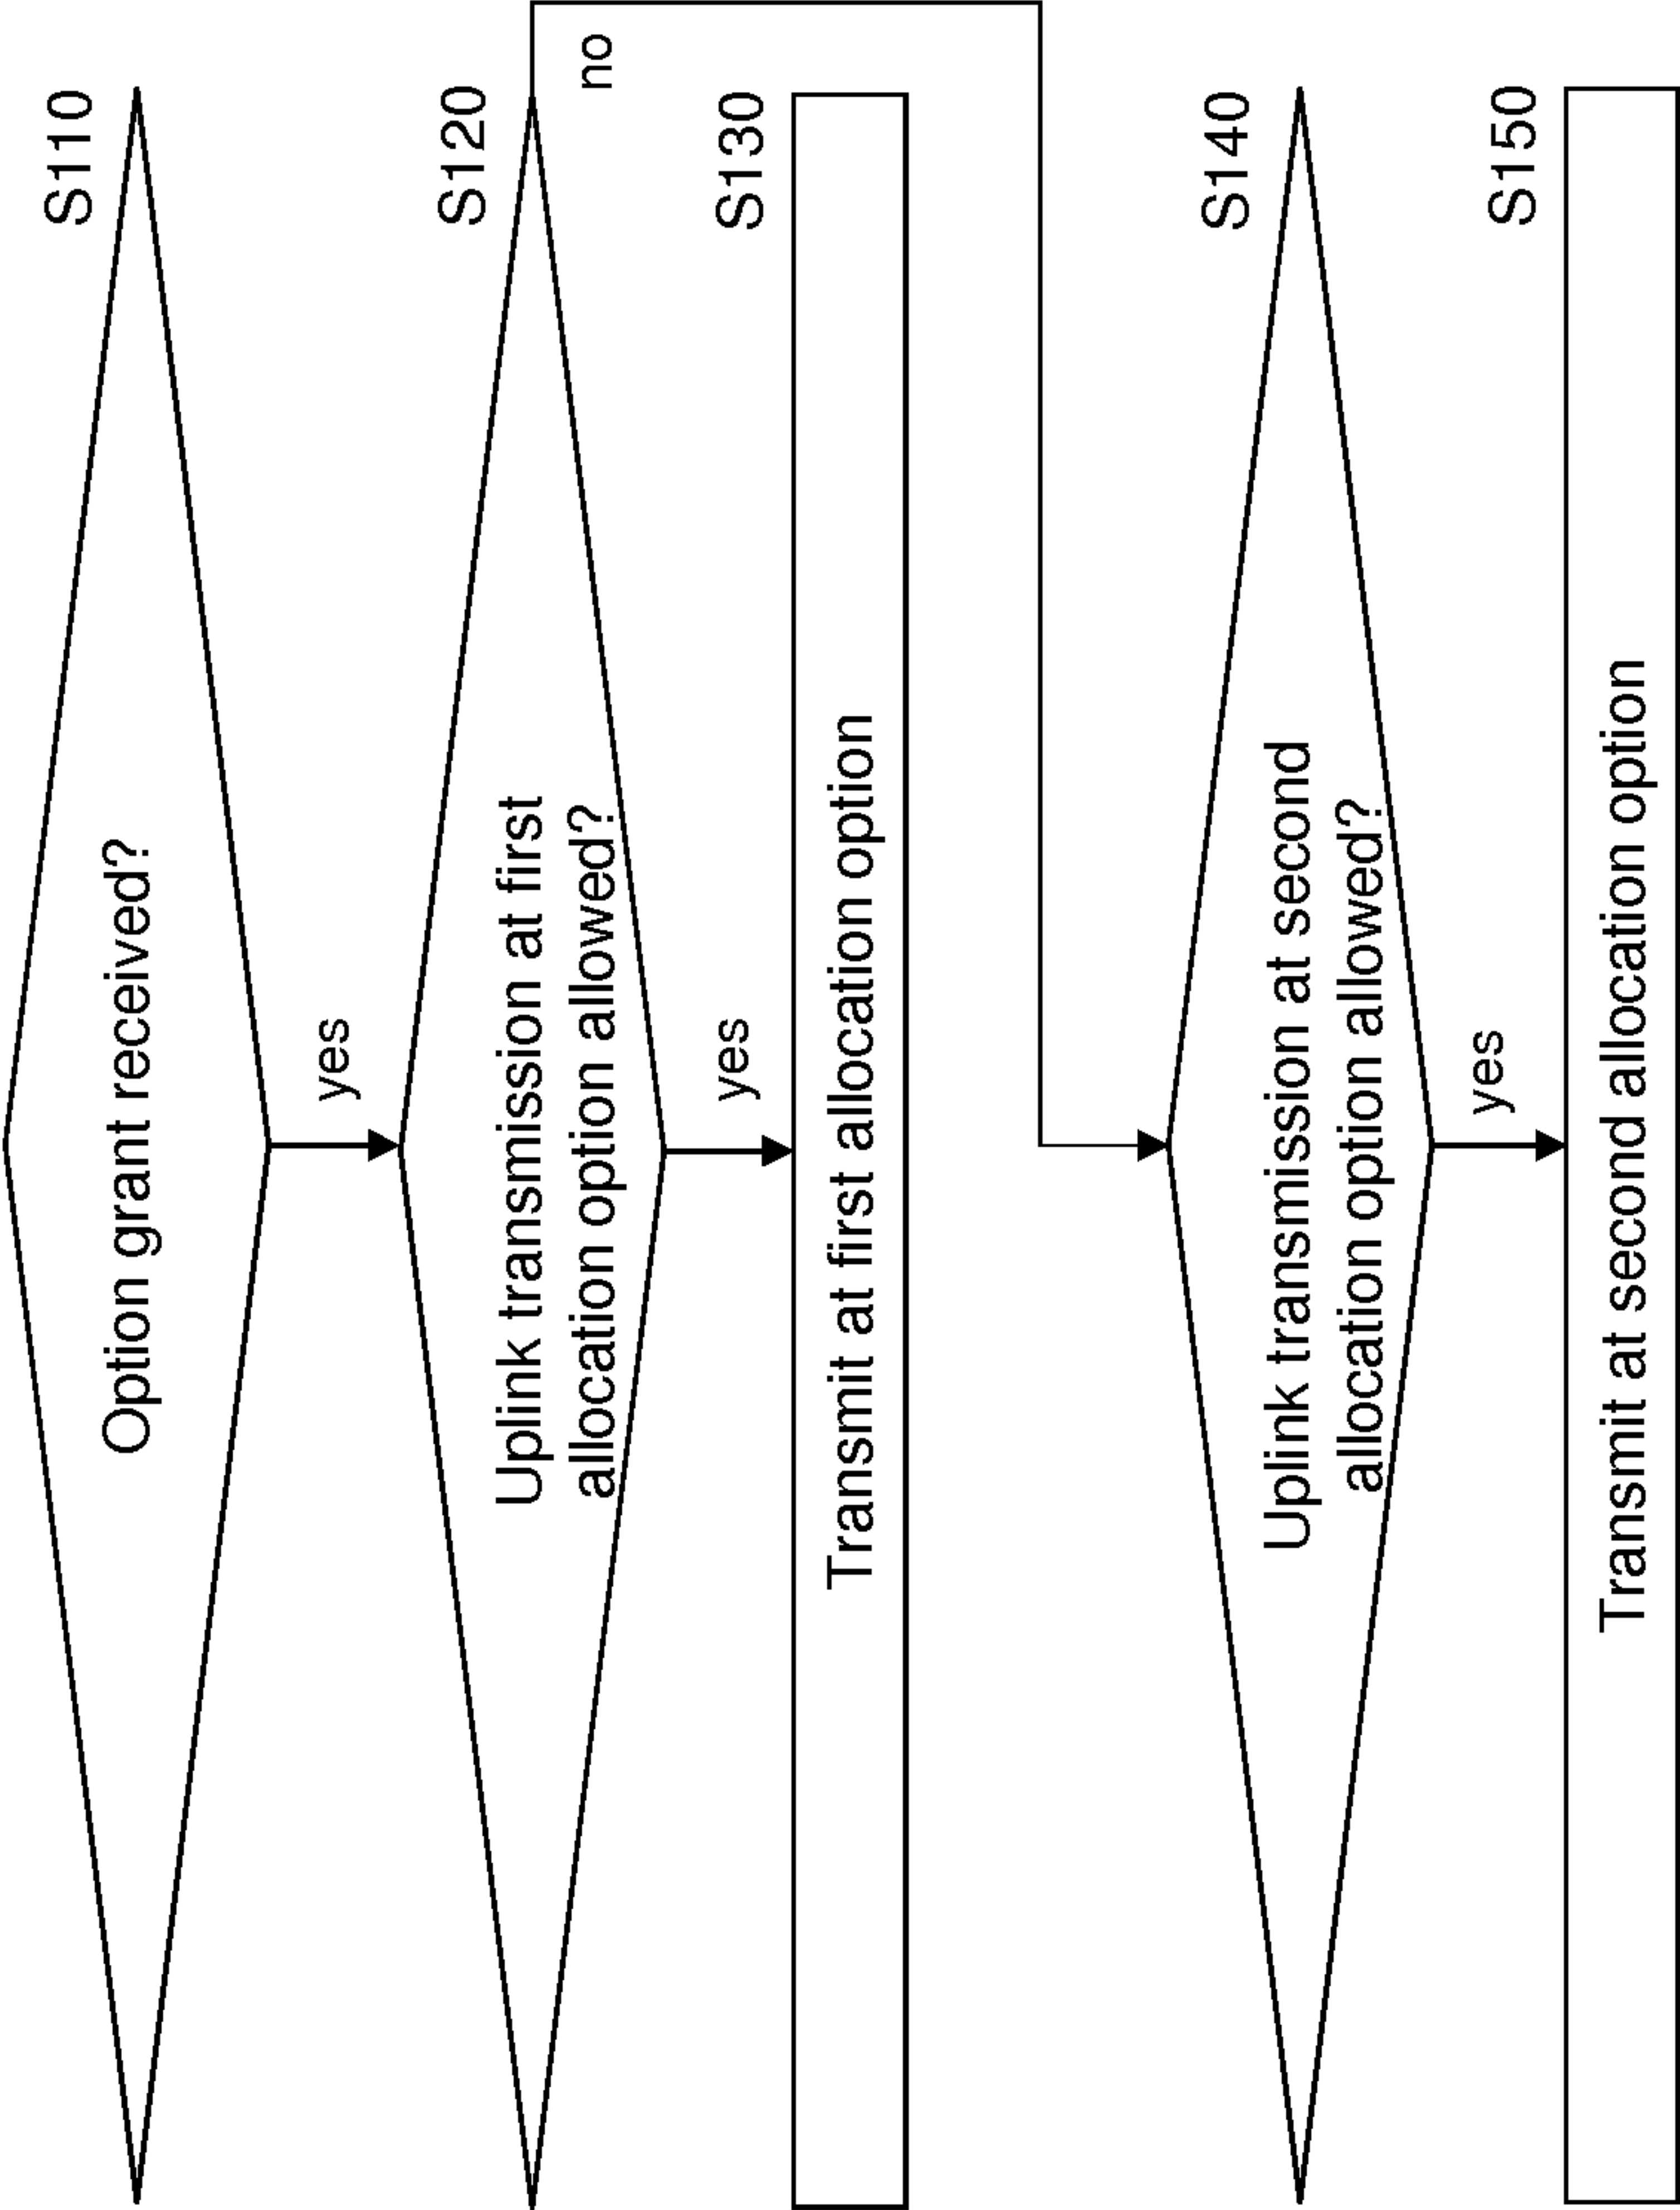 S110
Option grant received?
yes
S120
Uplink transmission at first
allocation option allowed?
no
yes
S130
Transmit at first allocation option
S140
Uplink transmission at second
allocation option allowed?
yes
S150
Transmit at second allocation option